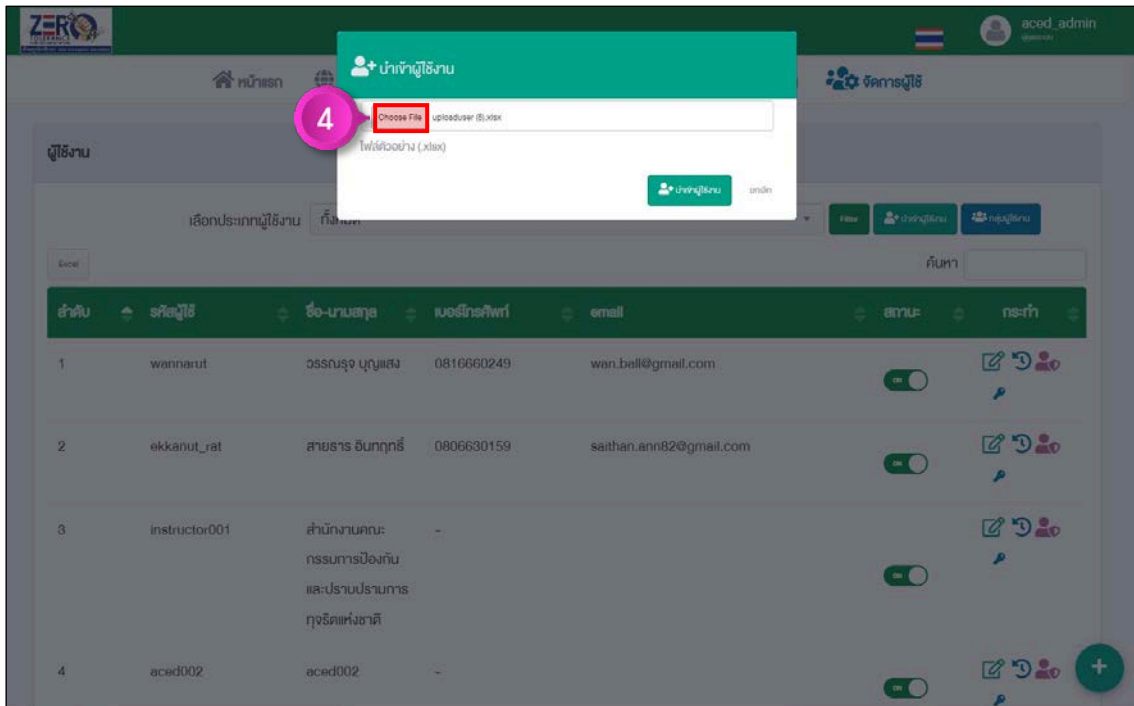 ZERO
TOLERANCE
aced_admin
หน้าแรก
จัดการผู้ใช้
นำเข้าผู้ใช้งาน
4
Choose File uploaduser (8).xlsx
ไฟล์ตัวอย่าง (.xlsx)
นำเข้าผู้ใช้งาน ยกเลิก
ผู้ใช้งาน
เลือกประเภทผู้ใช้งาน ทั้งหมด Filter นำเข้าผู้ใช้งาน กลุ่มผู้ใช้งาน
Excel ค้นหา
ลำดับ รหัสผู้ใช้ ชื่อ-นามสกุล เบอร์โทรศัพท์ email สถานะ กระทำ
1 wannarut วรรณรุจ บุญแสง 0816660249 wan.ball@gmail.com ON
2 ekkanut_rat สายธาร อินทฤทธิ์ 0806630159 saithan.ann82@gmail.com ON
3 instructor001 สำนักงานคณะ -
กรรมการป้องกัน
และปราบปรามการ ON
ทุจริตแห่งชาติ
4 aced002 aced002 - ON
+